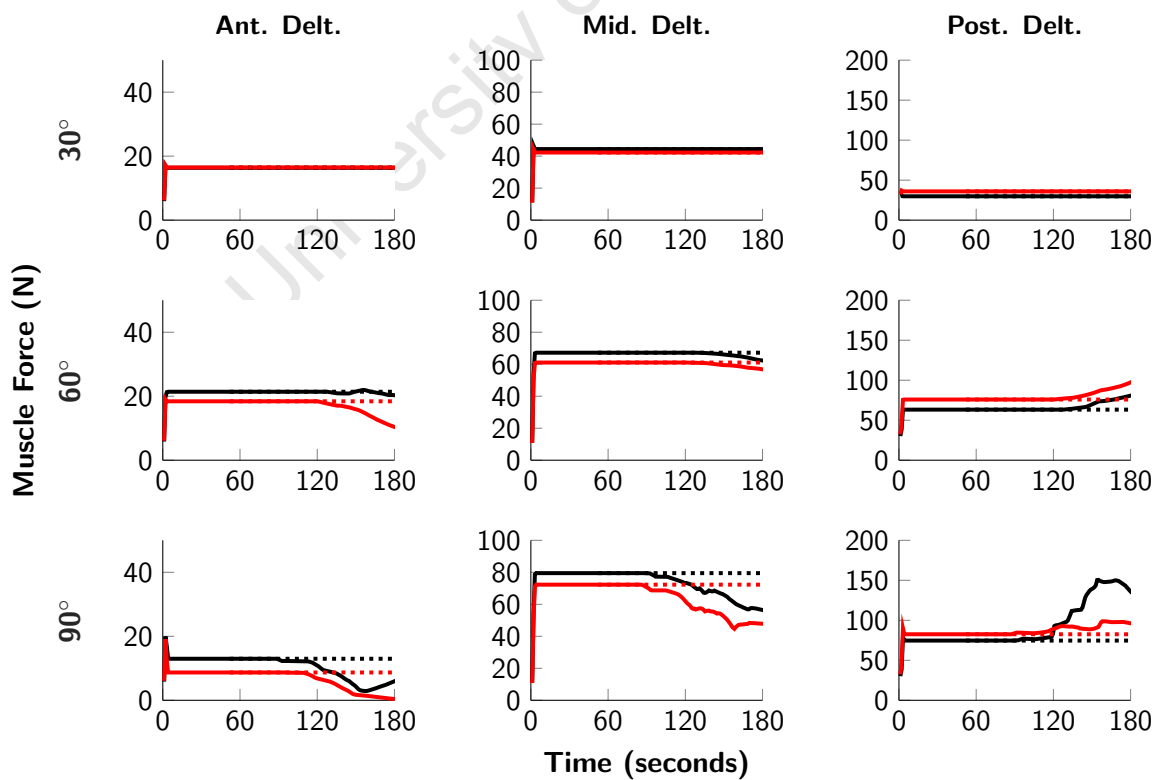 Ant. Delt.
Mid. Delt.
Post. Delt.
Muscle Force (N)
30°
0 20 40
0 60 120 180
0 20 40 60 80 100
0 60 120 180
0 50 100 150 200
0 60 120 180
60°
0 20 40
0 60 120 180
0 20 40 60 80 100
0 60 120 180
0 50 100 150 200
0 60 120 180
90°
0 20 40
0 60 120 180
0 20 40 60 80 100
0 60 120 180
0 50 100 150 200
0 60 120 180
Time (seconds)
University